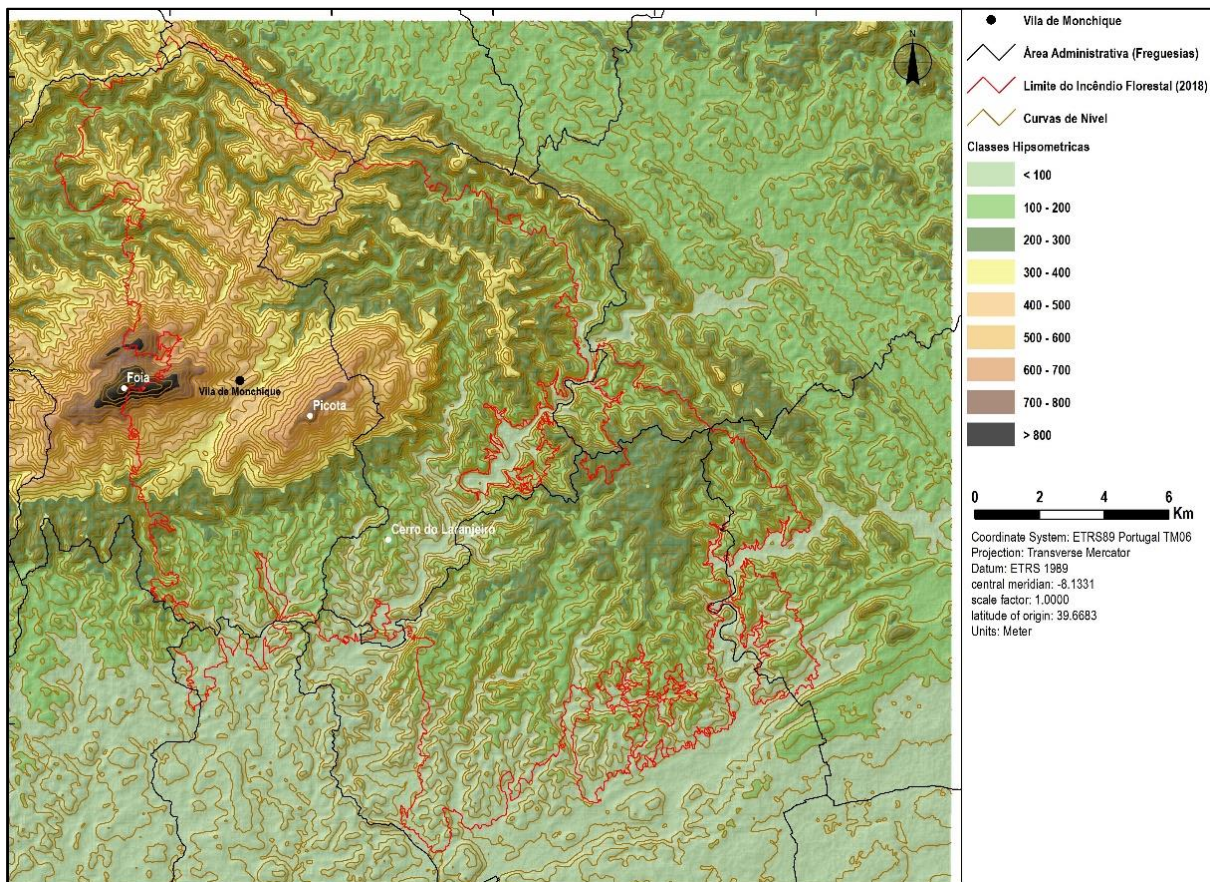 Foia
Vila de Monchique
Picota
Cerro do Laranjeiro
Vila de Monchique
Área Administrativa (Freguesias)
Limite do Incêndio Florestal (2018)
Curvas de Nivel
Classes Hipsometricas
< 100
100 - 200
200 - 300
300 - 400
400 - 500
500 - 600
600 - 700
700 - 800
> 800
0 2 4 6
Km
Coordinate System: ETRS89 Portugal TM06
Projection: Transverse Mercator
Datum: ETRS 1989
central meridian: -8.1331
scale factor: 1.0000
latitude of origin: 39.6683
Units: Meter